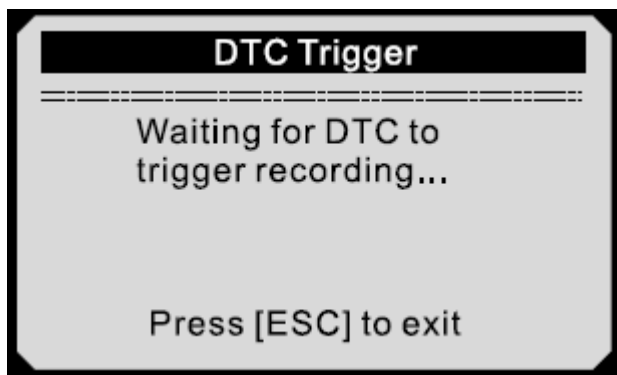 DTC Trigger
Waiting for DTC to
trigger recording...
Press [ESC] to exit